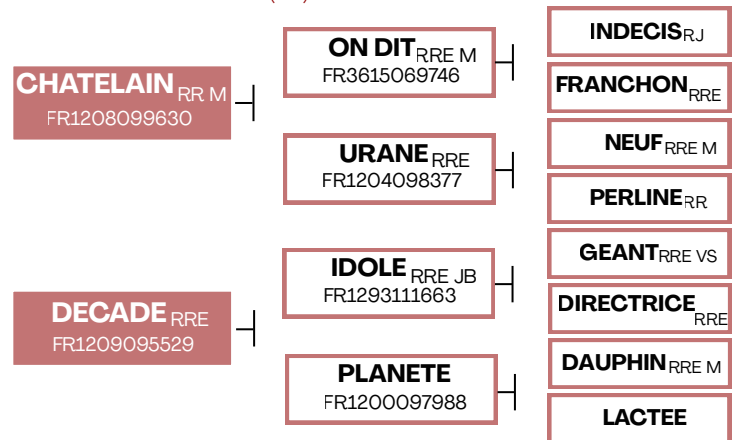 CHATELAIN RR M
FR1208099630
DECADE RRE
FR1209095529
ON DIT RRE M
FR3615069746
URANE RRE
FR1204098377
IDOLE RRE JB
FR1293111663
PLANETE
FR1200097988
INDECIS RJ
FRANCHON RRE
NEUF RRE M
PERLINE RR
GEANT RRE VS
DIRECTRICE RRE
DAUPHIN RRE M
LACTEE